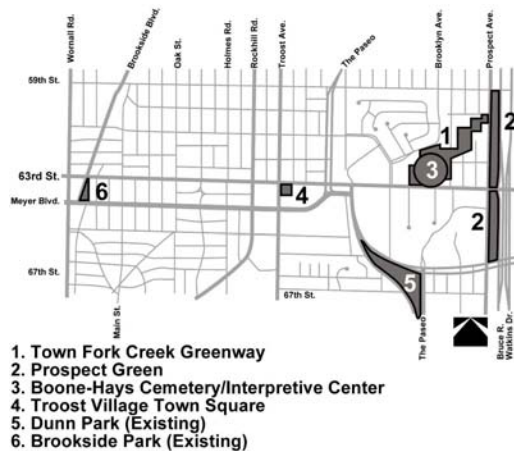 Wornall Rd.
Brookside Blvd.
Oak St.
Holmes Rd.
Rockhill Rd.
Troost Ave.
The Paseo
Brooklyn Ave.
Prospect Ave.
59th St.
1
2
3
63rd St.
6
4
Meyer Blvd.
2
67th St.
5
67th St.
Main St.
The Paseo
Bruce R.
Watkins Dr.
1. Town Fork Creek Greenway
2. Prospect Green
3. Boone-Hays Cemetery/Interpretive Center
4. Troost Village Town Square
5. Dunn Park (Existing)
6. Brookside Park (Existing)